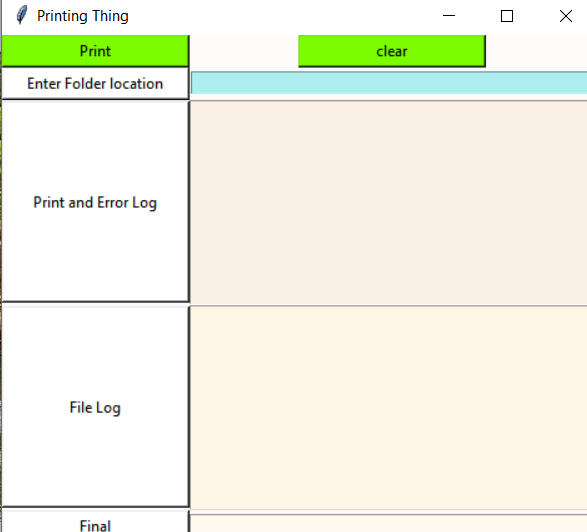 Printing Thing
Print
clear
Enter Folder location
Print and Error Log
File Log
Final